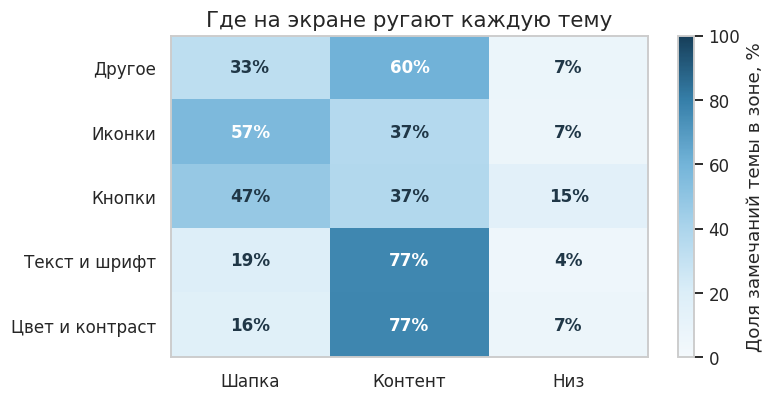 Где на экране ругают каждую тему
Другое 33% 60% 7%
Иконки 57% 37% 7%
Кнопки 47% 37% 15%
Текст и шрифт 19% 77% 4%
Цвет и контраст 16% 77% 7%
Шапка Контент Низ
100
80
60
40
20
0
Доля замечаний темы в зоне, %